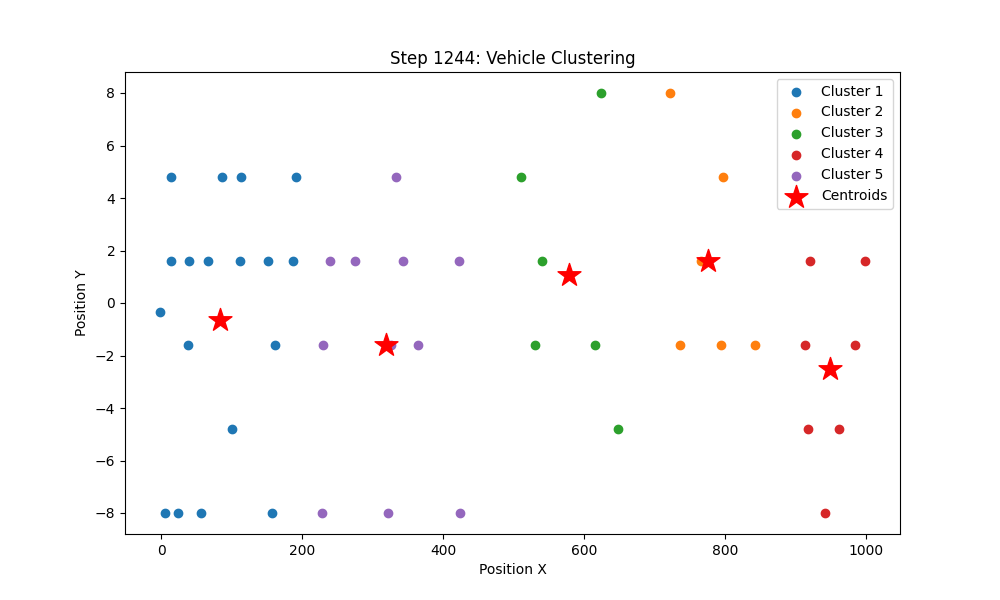 Step 1244: Vehicle Clustering
Cluster 1
Cluster 2
Cluster 3
Cluster 4
Cluster 5
Centroids
Position Y
8
6
4
2
0
−2
−4
−6
−8
0 200 400 600 800 1000
Position X